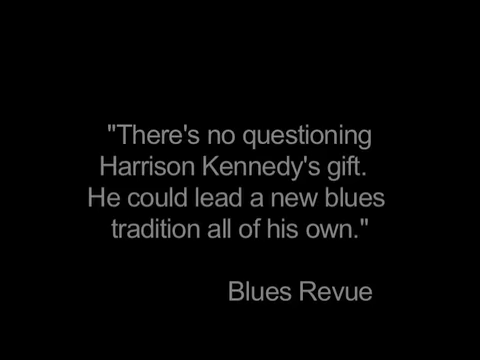 "There's no questioning
Harrison Kennedy's gift.
He could lead a new blues
tradition all of his own."
Blues Revue